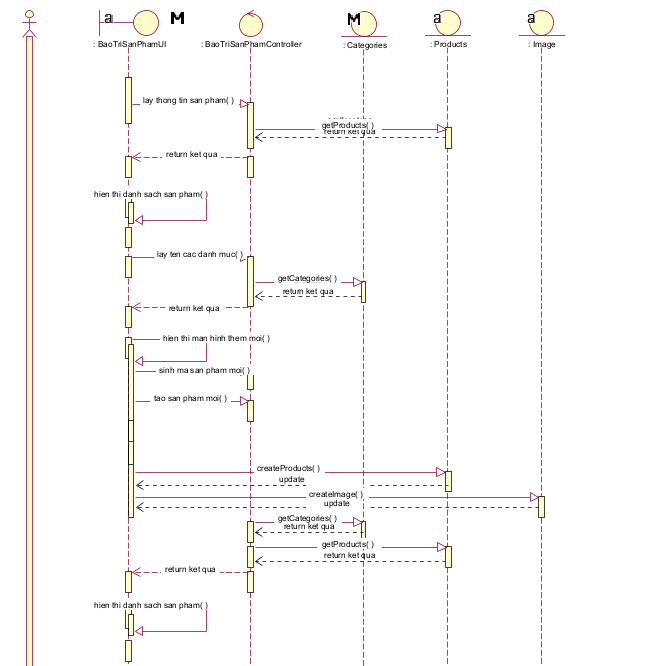 a M M a a
: BaoTriSanPhamUI : BaoTriSanPhamController : Categories : Products : Image
lay thong tin san pham( )
getProducts( )
return ket qua
return ket qua
hien thi danh sach san pham( )
lay ten cac danh muc( )
getCategories( )
return ket qua
return ket qua
hien thi man hinh them moi( )
sinh ma san pham moi( )
tao san pham moi( )
createProducts( )
update
createImage( )
update
getCategories( )
return ket qua
getProducts( )
return ket qua
return ket qua
hien thi danh sach san pham( )